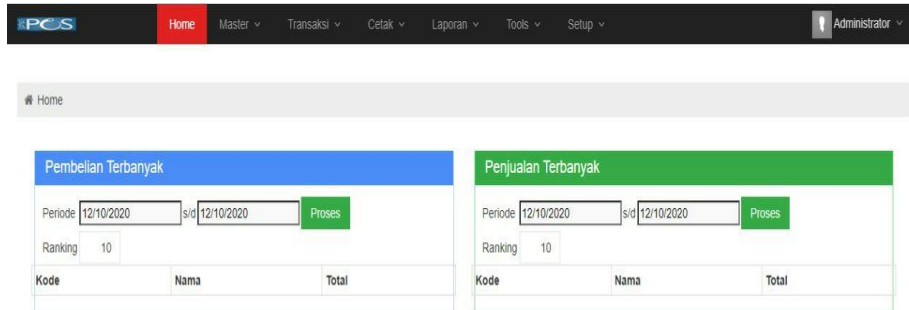 PCS Home Master Transaksi Cetak Laporan Tools Setup Administrator
Home
Pembelian Terbanyak
Periode 12/10/2020 s/d 12/10/2020 Proses
Ranking 10
Kode Nama Total
Penjualan Terbanyak
Periode 12/10/2020 s/d 12/10/2020 Proses
Ranking 10
Kode Nama Total